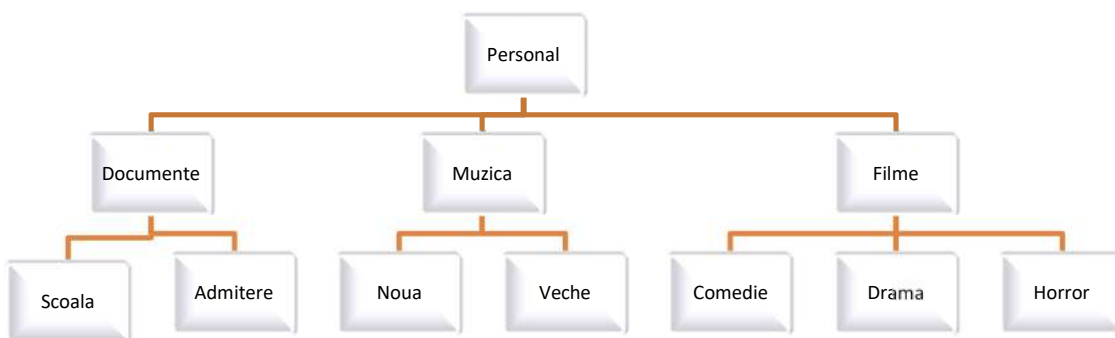 Personal
Documente
Muzica
Filme
Scoala
Admitere
Noua
Veche
Comedie
Drama
Horror